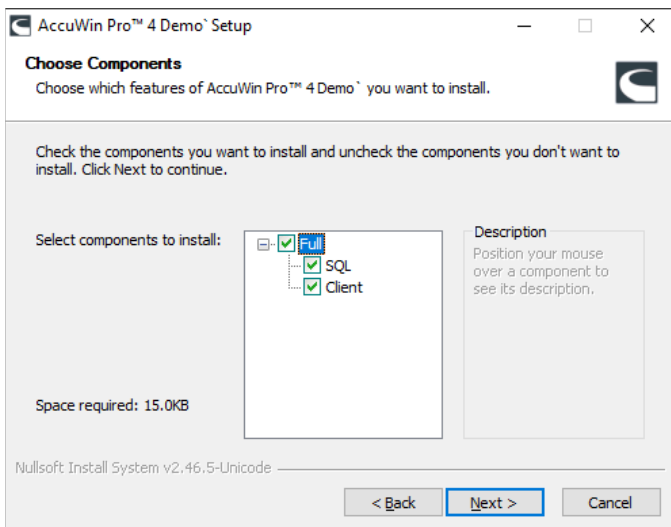 AccuWin Pro™ 4 Demo` Setup
Choose Components
Choose which features of AccuWin Pro™ 4 Demo` you want to install.
Check the components you want to install and uncheck the components you don't want to
install. Click Next to continue.
Select components to install:
Full
SQL
Client
Description
Position your mouse
over a component to
see its description.
Space required: 15.0KB
Nullsoft Install System v2.46.5-Unicode
< Back
Next >
Cancel